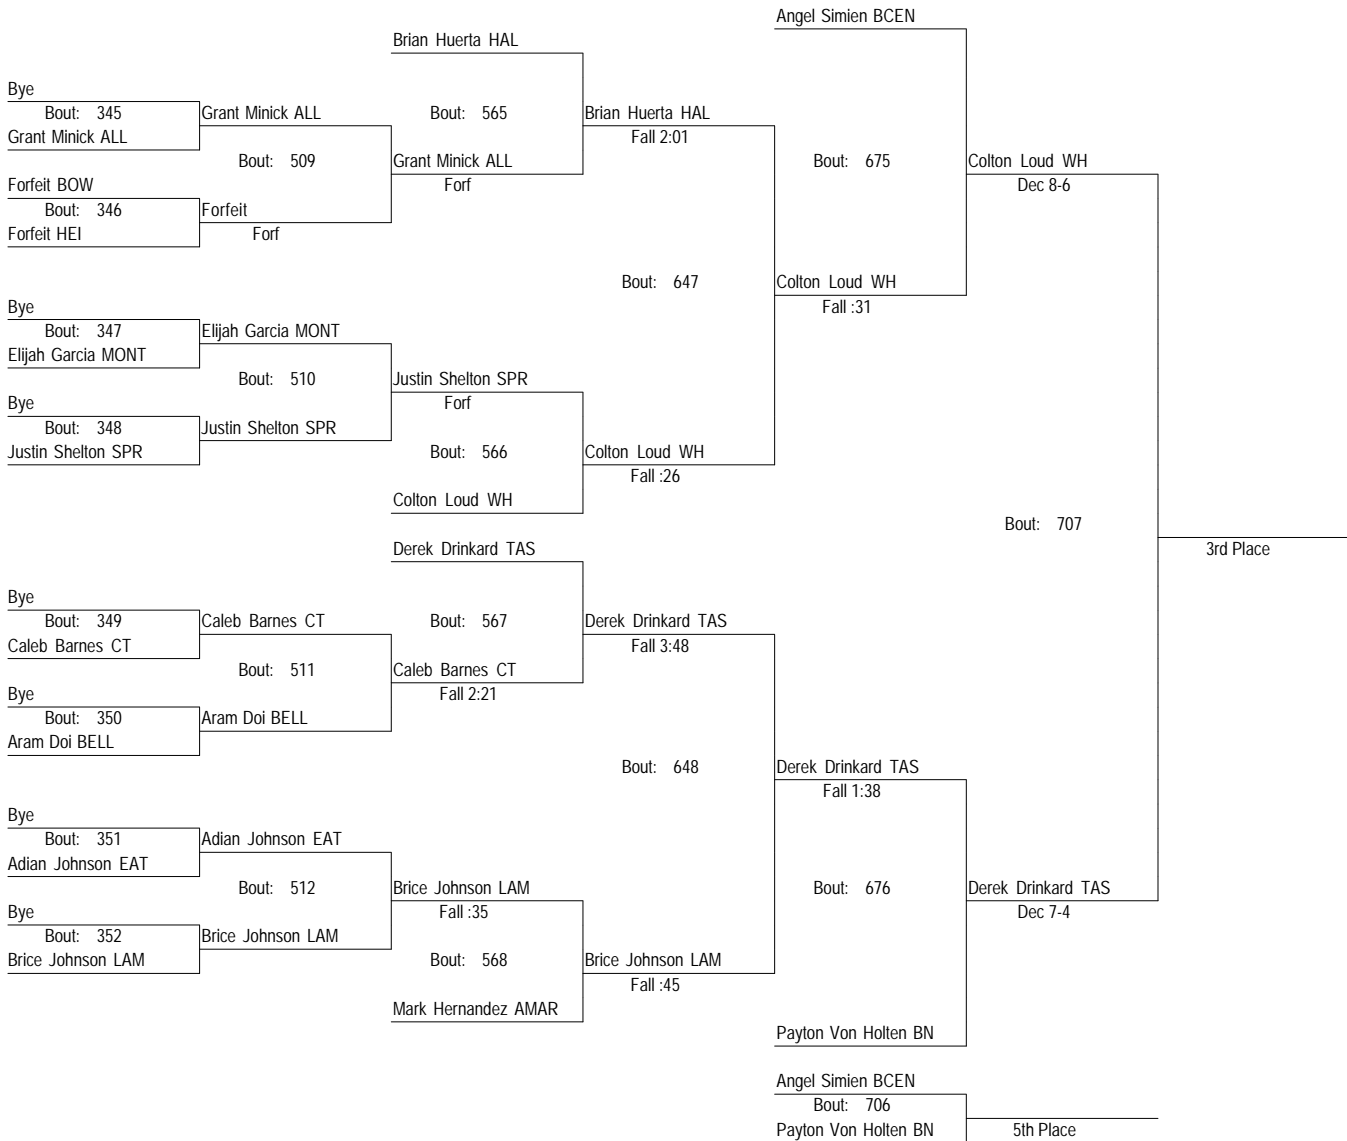 Angel Simien BCEN
Brian Huerta HAL
Bye
Bout: 345
Grant Minick ALL
Bout: 565
Brian Huerta HAL
Grant Minick ALL
Fall 2:01
Bout: 509
Grant Minick ALL
Bout: 675
Colton Loud WH
Forfeit BOW
Forf
Dec 8-6
Bout: 346
Forfeit
Forfeit HEI
Forf
Bout: 647
Colton Loud WH
Bye
Fall :31
Bout: 347
Elijah Garcia MONT
Elijah Garcia MONT
Bout: 510
Justin Shelton SPR
Bye
Forf
Bout: 348
Justin Shelton SPR
Justin Shelton SPR
Bout: 566
Colton Loud WH
Fall :26
Colton Loud WH
Bout: 707
Derek Drinkard TAS
3rd Place
Bye
Bout: 349
Caleb Barnes CT
Bout: 567
Derek Drinkard TAS
Caleb Barnes CT
Fall 3:48
Bout: 511
Caleb Barnes CT
Bye
Fall 2:21
Bout: 350
Aram Doi BELL
Aram Doi BELL
Bout: 648
Derek Drinkard TAS
Fall 1:38
Bye
Bout: 351
Adian Johnson EAT
Adian Johnson EAT
Bout: 512
Brice Johnson LAM
Bout: 676
Derek Drinkard TAS
Bye
Fall :35
Dec 7-4
Bout: 352
Brice Johnson LAM
Brice Johnson LAM
Bout: 568
Brice Johnson LAM
Fall :45
Mark Hernandez AMAR
Payton Von Holten BN
Angel Simien BCEN
Bout: 706
Payton Von Holten BN
5th Place